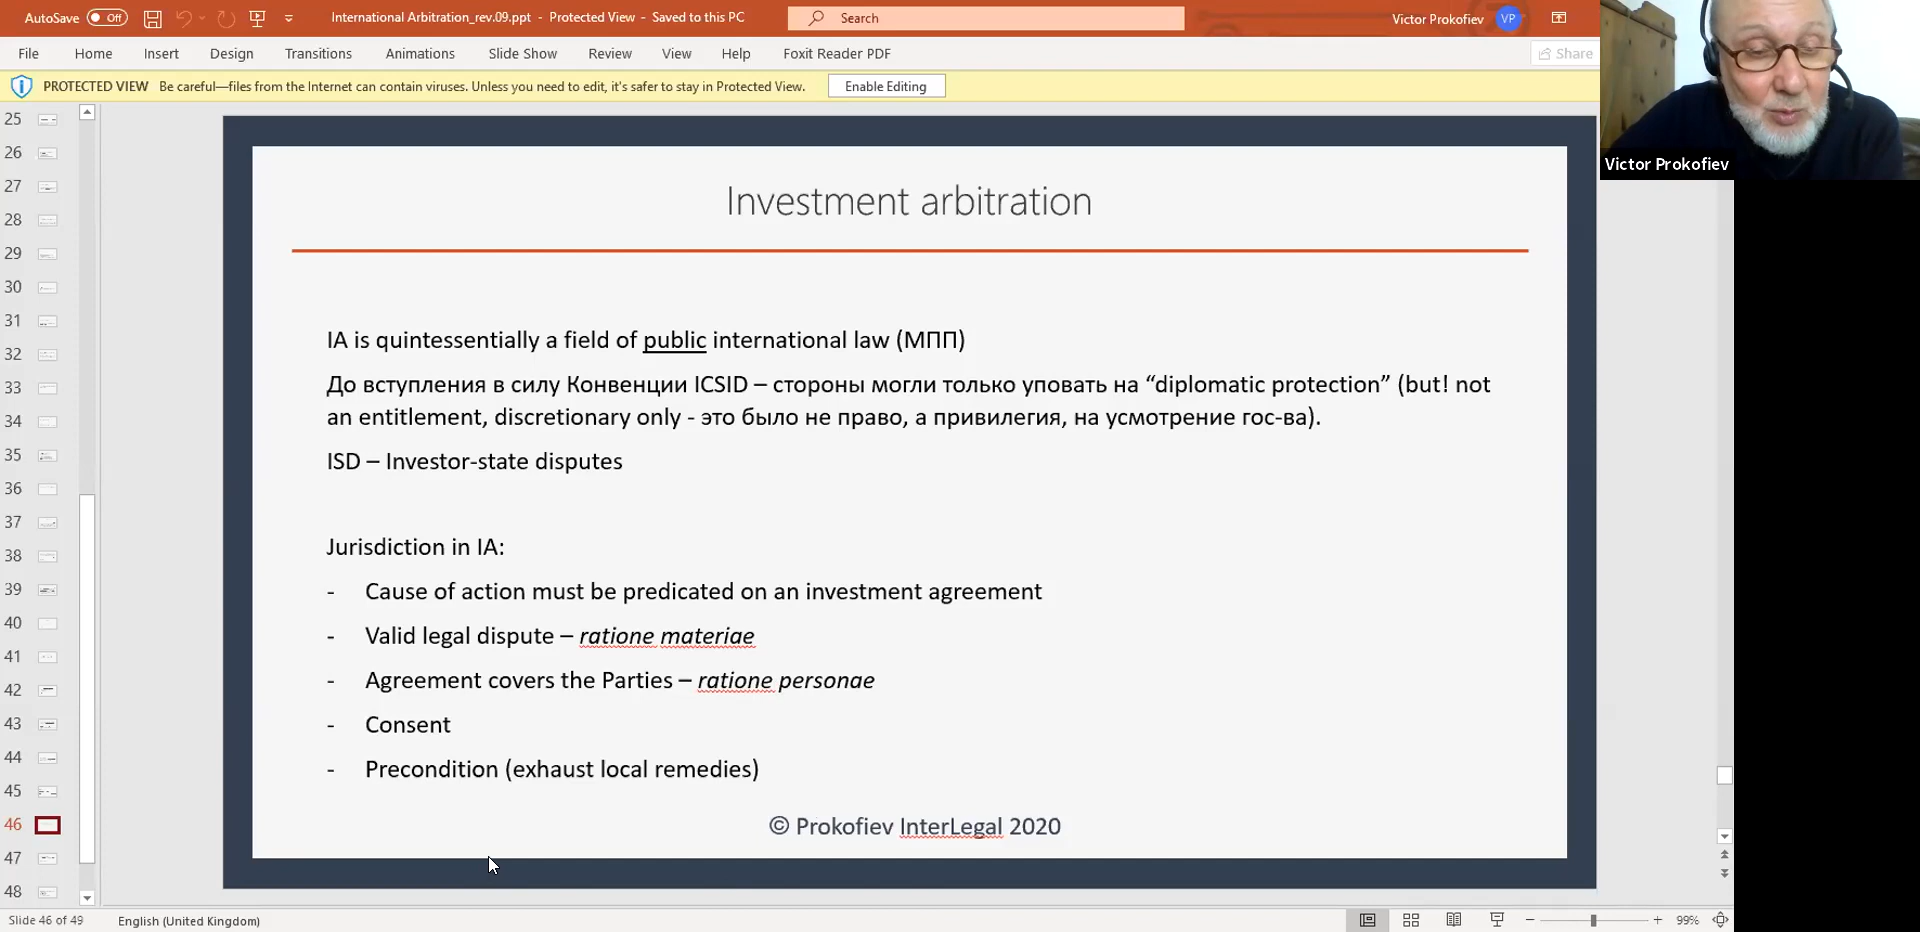 AutoSave Off International Arbitration_rev.09.ppt - Protected View - Saved to this PC Search Victor Prokofiev VP
File Home Insert Design Transitions Animations Slide Show Review View Help Foxit Reader PDF Share
PROTECTED VIEW Be careful—files from the Internet can contain viruses. Unless you need to edit, it's safer to stay in Protected View. Enable Editing
Victor Prokofiev
25
26
27
28
29
30
31
32
33
34
35
36
37
38
39
40
41
42
43
44
45
46
47
48
Investment arbitration
IA is quintessentially a field of public international law (МПП)
До вступления в силу Конвенции ICSID – стороны могли только уповать на “diplomatic protection” (but! not
an entitlement, discretionary only - это было не право, а привилегия, на усмотрение гос-ва).
ISD – Investor-state disputes
Jurisdiction in IA:
- Cause of action must be predicated on an investment agreement
- Valid legal dispute – ratione materiae
- Agreement covers the Parties – ratione personae
- Consent
- Precondition (exhaust local remedies)
© Prokofiev InterLegal 2020
Slide 46 of 49 English (United Kingdom) 99%